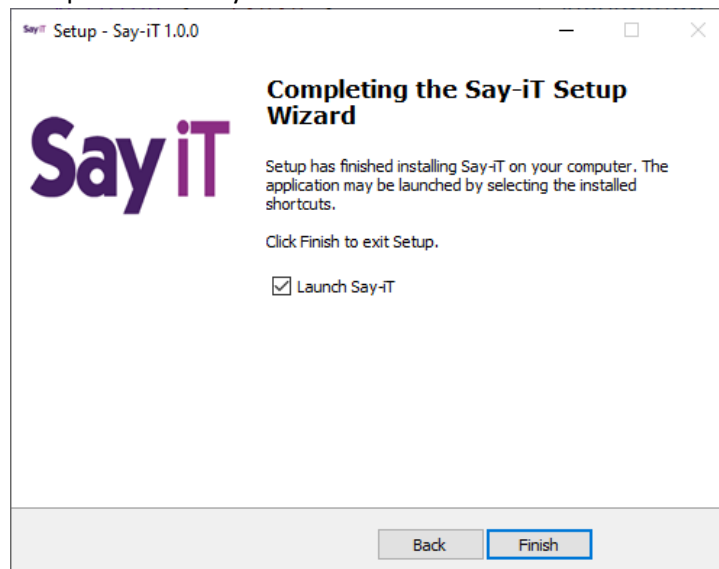 Say iT Setup - Say-iT 1.0.0
Completing the Say-iT Setup
Wizard
Say iT
Setup has finished installing Say-iT on your computer. The
application may be launched by selecting the installed
shortcuts.
Click Finish to exit Setup.
Launch Say-iT
Back Finish